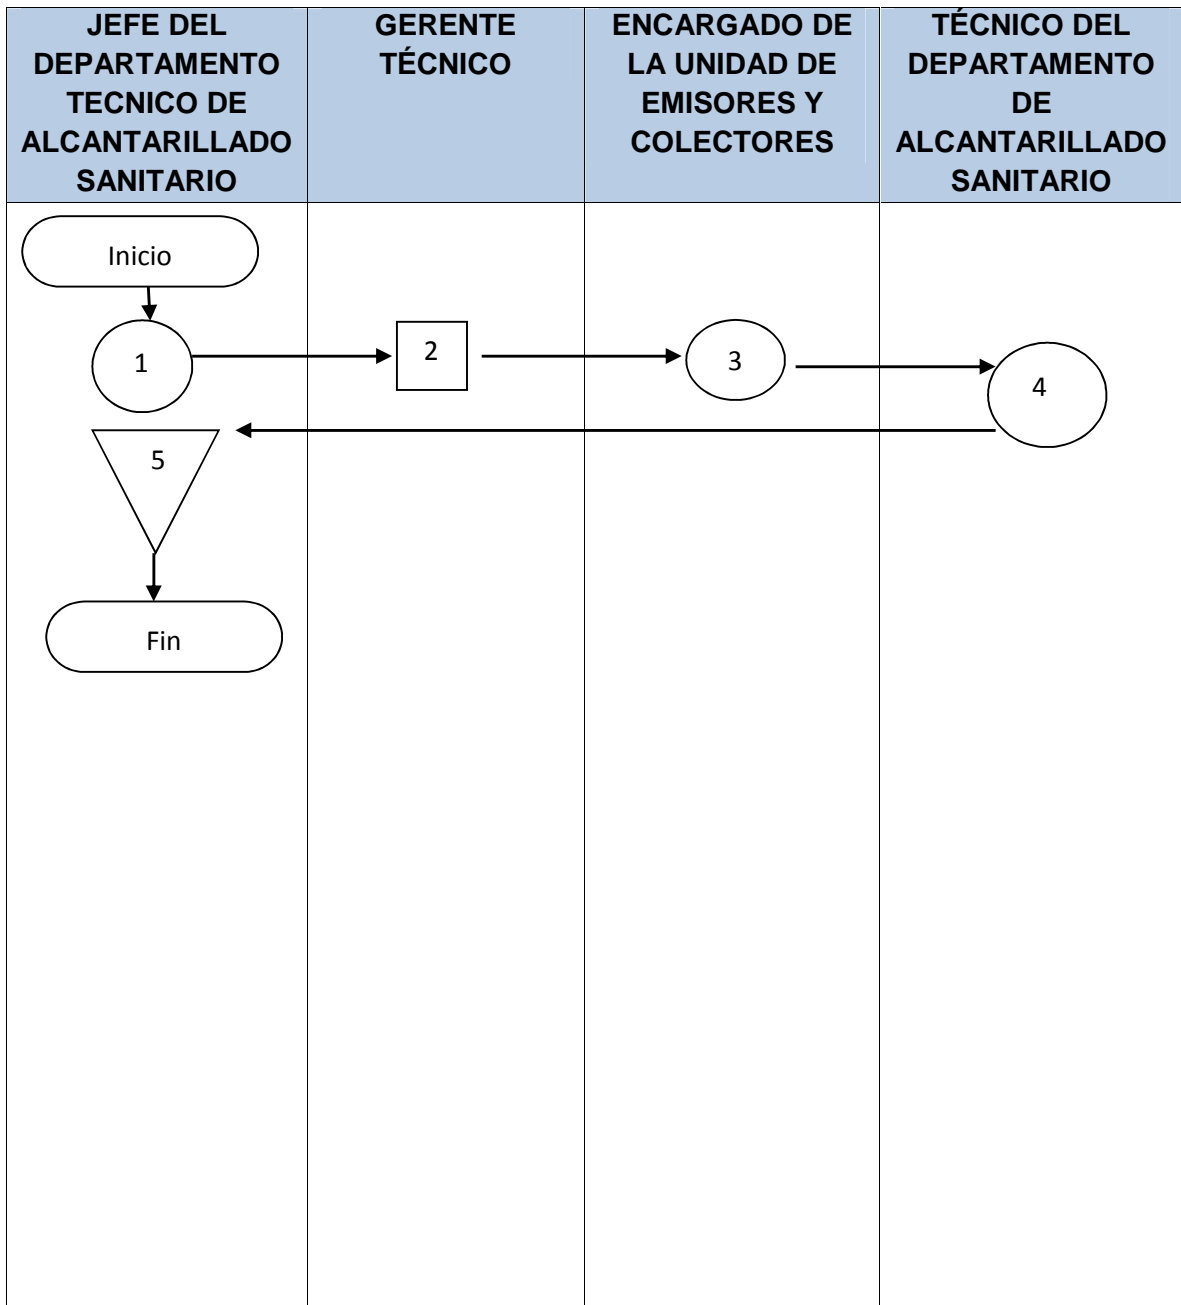 JEFE DEL
DEPARTAMENTO
TECNICO DE
ALCANTARILLADO
SANITARIO
GERENTE
TÉCNICO
ENCARGADO DE
LA UNIDAD DE
EMISORES Y
COLECTORES
TÉCNICO DEL
DEPARTAMENTO
DE
ALCANTARILLADO
SANITARIO
Inicio
1
2
3
4
5
Fin